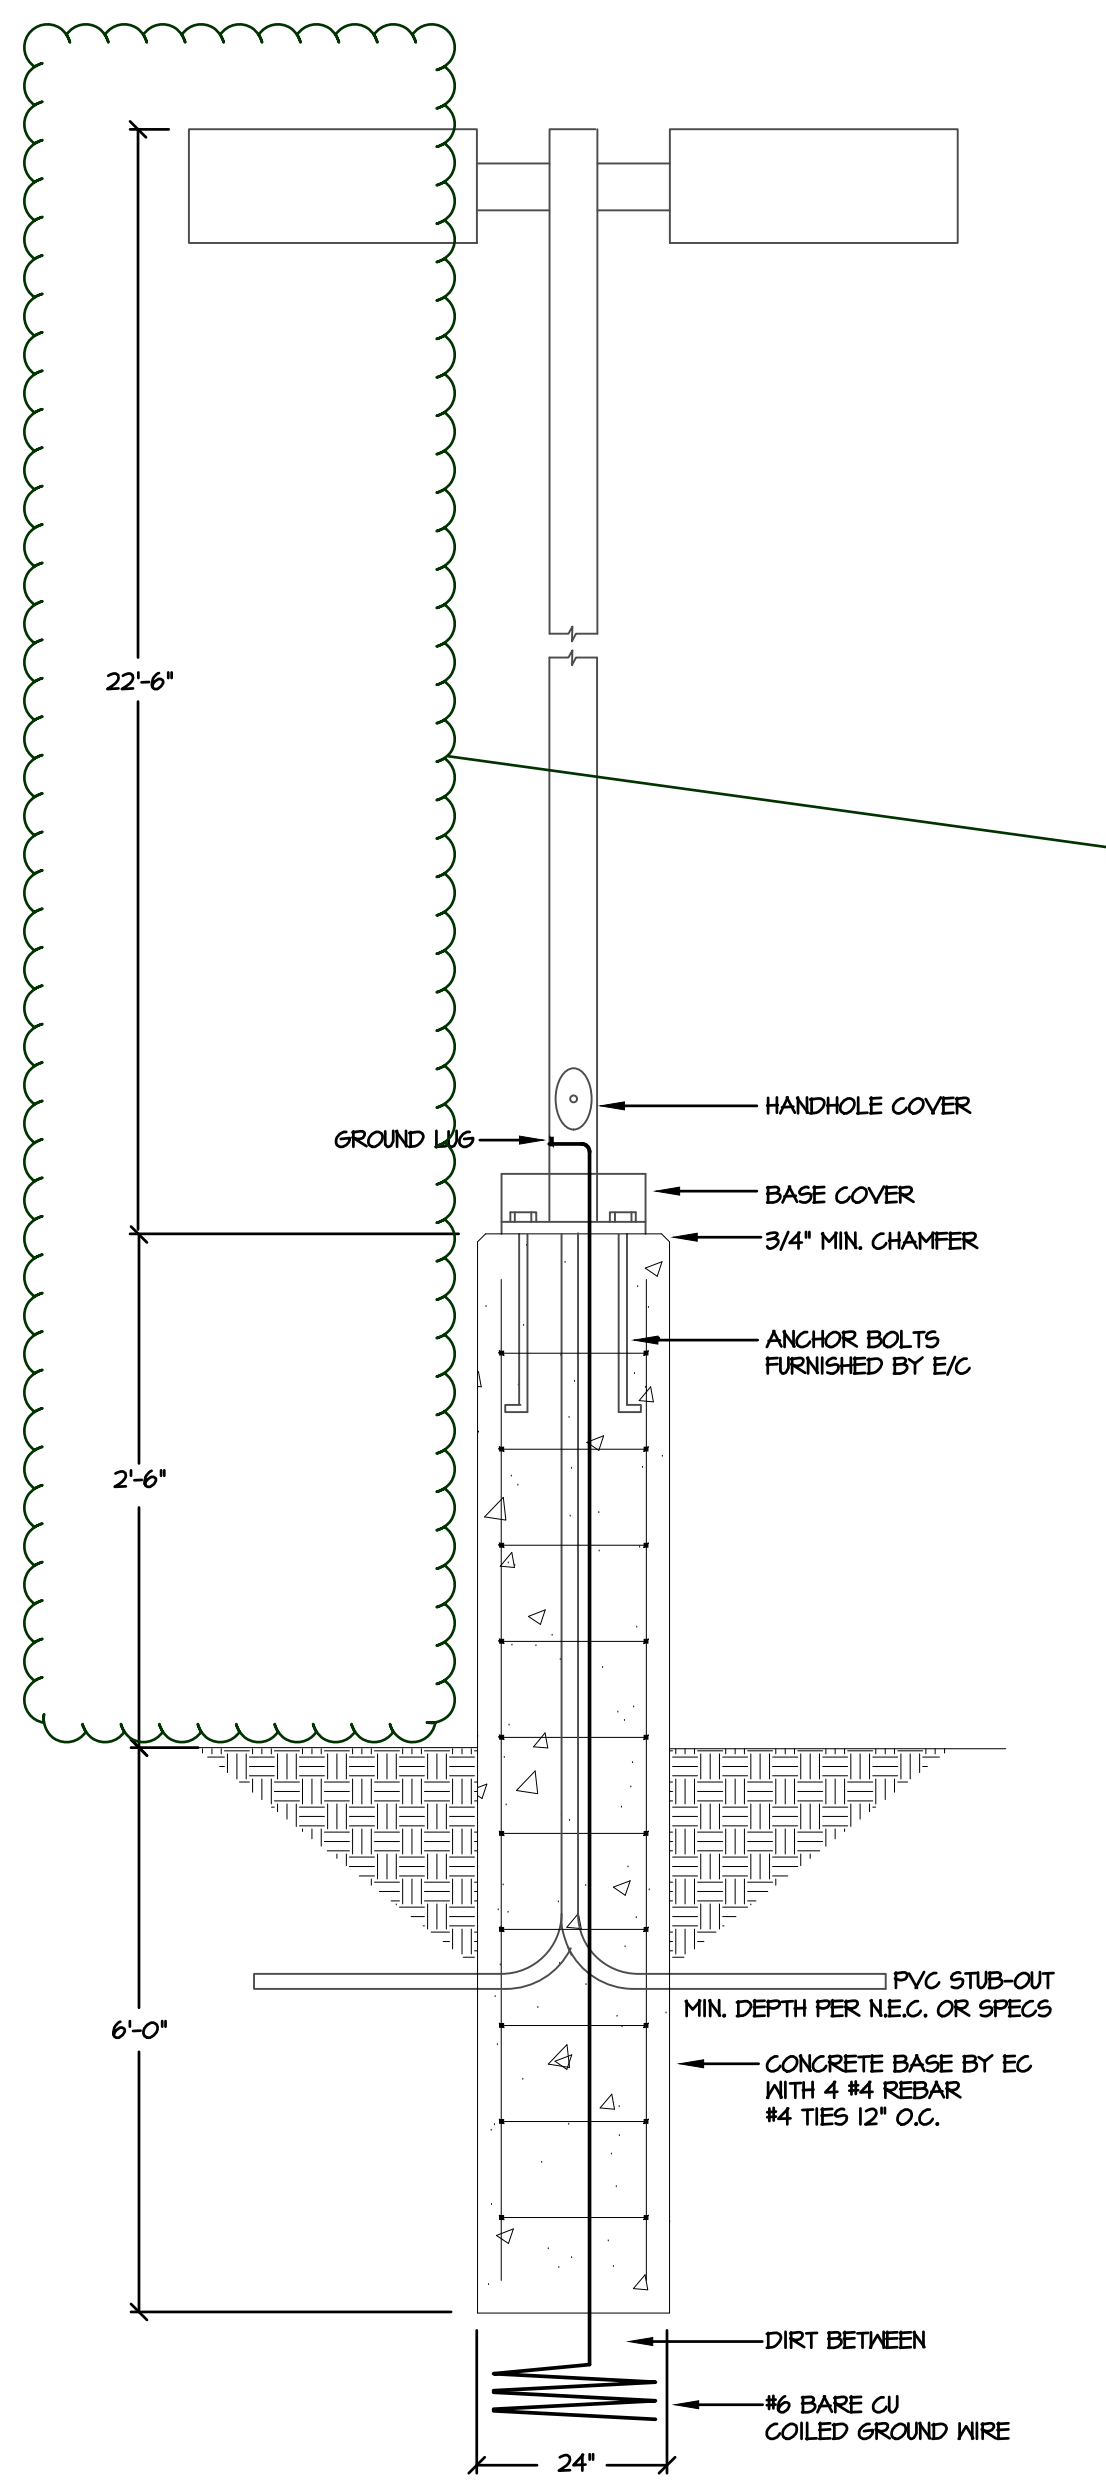 22'-6"
HANDHOLE COVER
GROUND LUG
BASE COVER
3/4" MIN. CHAMFER
ANCHOR BOLTS
FURNISHED BY E/C
2'-6"
PVC STUB-OUT
MIN. DEPTH PER N.E.C. OR SPECS
6'-0"
CONCRETE BASE BY EC
WITH 4 #4 REBAR
#4 TIES 12" O.C.
DIRT BETWEEN
#6 BARE CU
COILED GROUND WIRE
24"